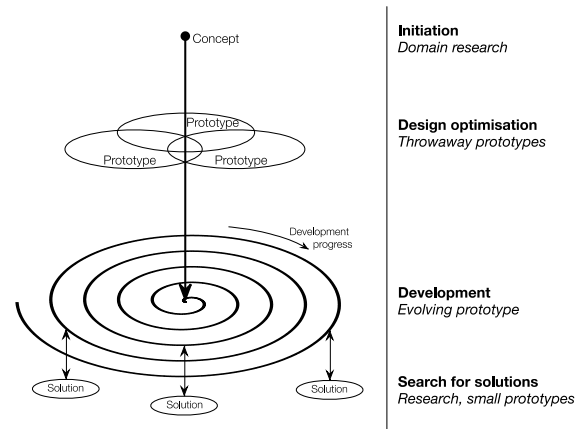 Concept
Initiation
Domain research
Prototype
Prototype
Prototype
Design optimisation
Throwaway prototypes
Development
progress
Development
Evolving prototype
Solution
Solution
Solution
Search for solutions
Research, small prototypes